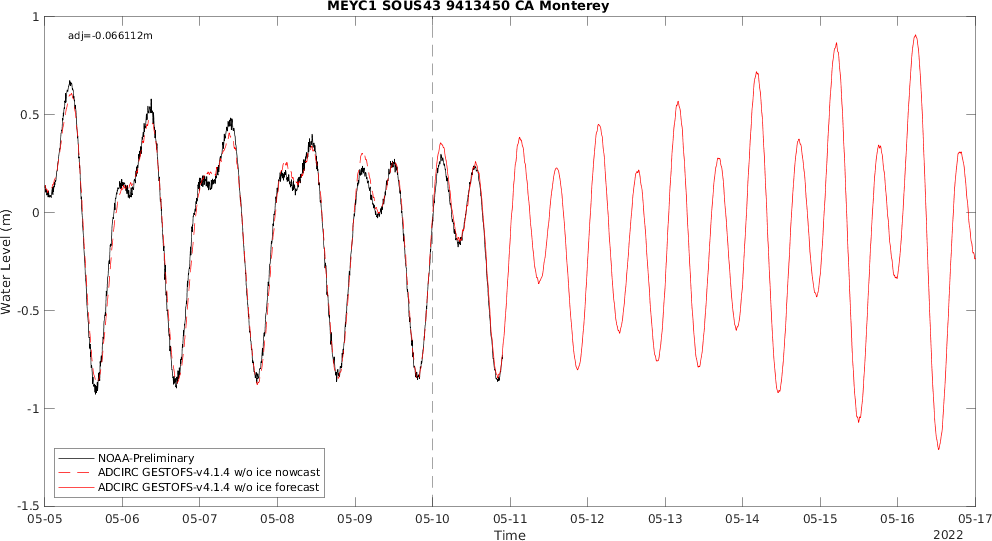 MEYC1 SOUS43 9413450 CA Monterey
adj=-0.066112m
1
0.5
0
-0.5
-1
-1.5
Water Level (m)
NOAA-Preliminary
ADCIRC GESTOFS-v4.1.4 w/o ice nowcast
ADCIRC GESTOFS-v4.1.4 w/o ice forecast
05-05 05-06 05-07 05-08 05-09 05-10 05-11 05-12 05-13 05-14 05-15 05-16 05-17
Time
2022